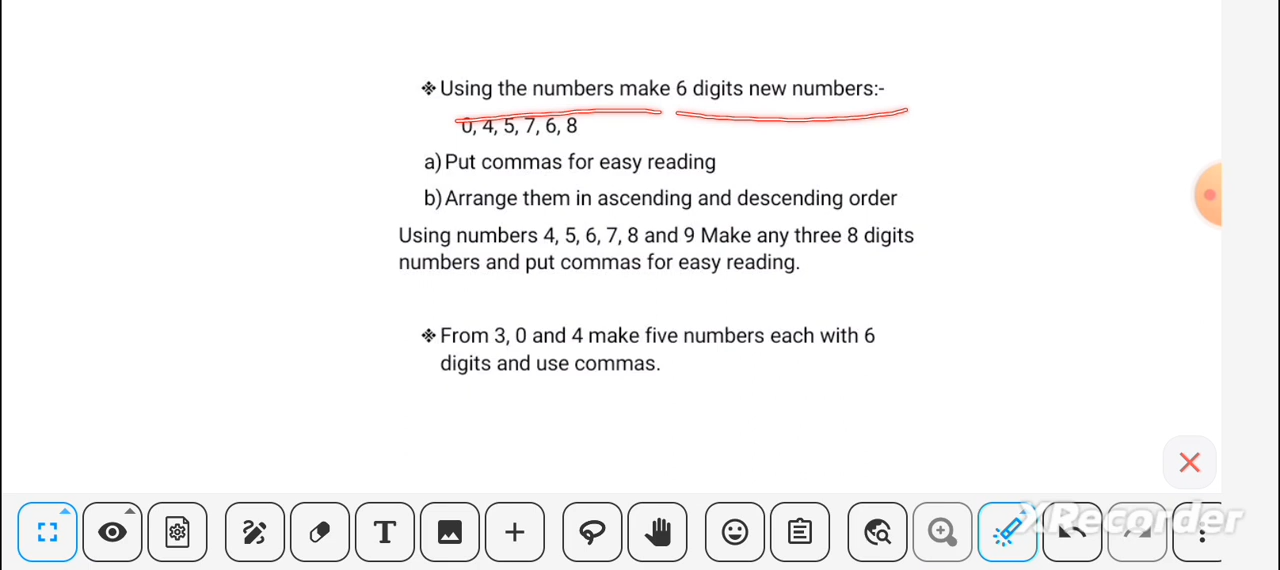 ❖ Using the numbers make 6 digits new numbers:-
0, 4, 5, 7, 6, 8
a) Put commas for easy reading
b) Arrange them in ascending and descending order
Using numbers 4, 5, 6, 7, 8 and 9 Make any three 8 digits
numbers and put commas for easy reading.
❖ From 3, 0 and 4 make five numbers each with 6
digits and use commas.
T
XRecorder